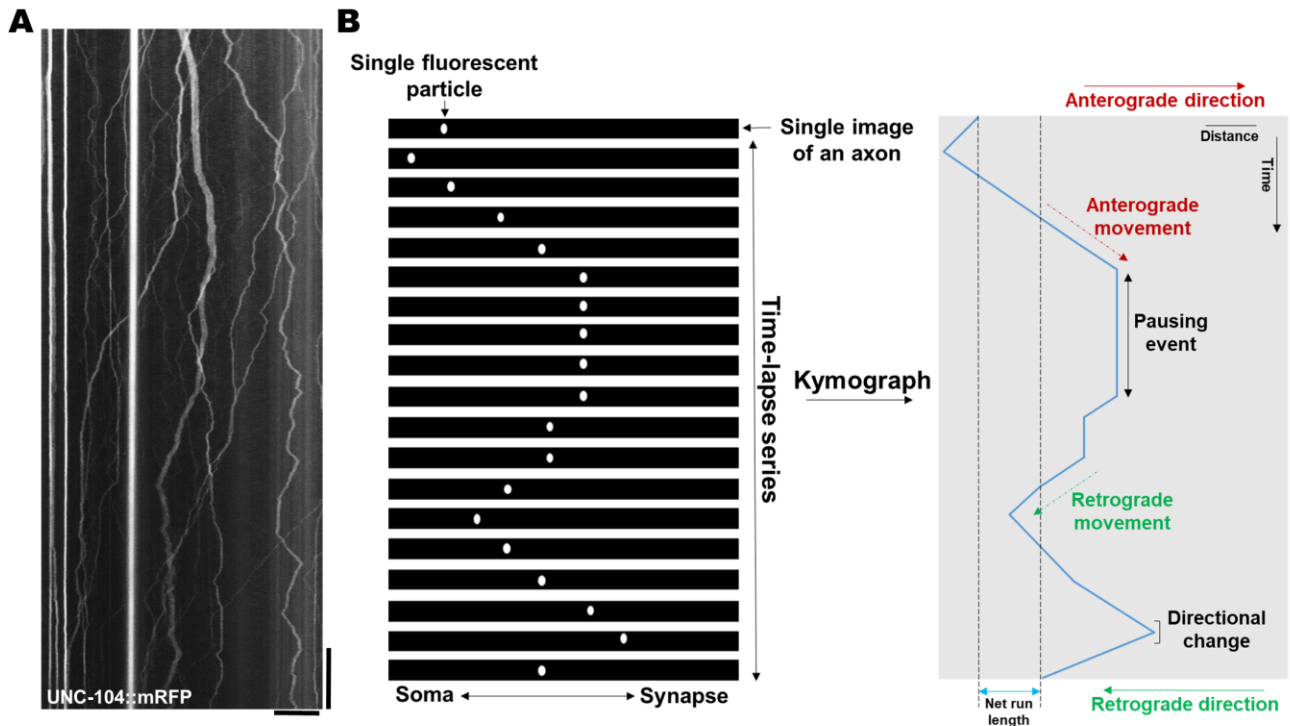 A
B
UNC-104::mRFP
Single fluorescent
particle
Single image
of an axon
Time-lapse series
Soma
Synapse
Kymograph
Anterograde direction
Distance
Time
Anterograde
movement
Pausing
event
Retrograde
movement
Directional
change
Net run
length
Retrograde direction